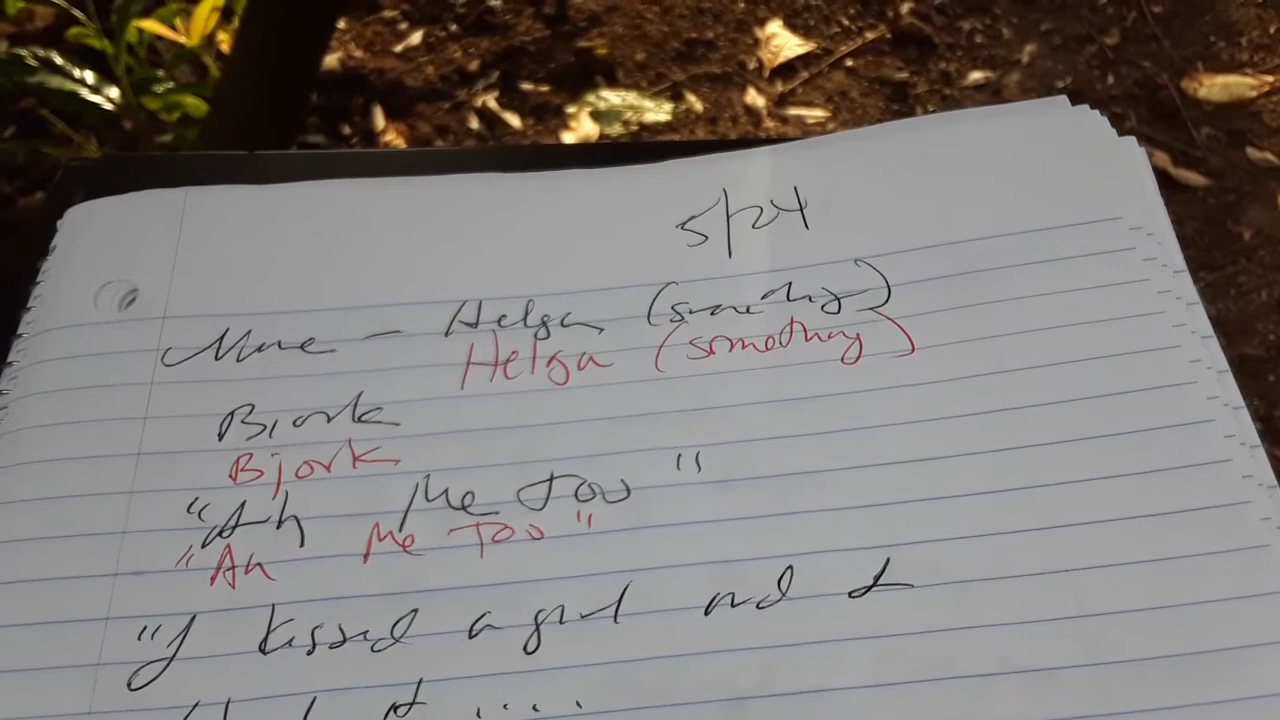 5/24
- Helga (something)
Helga (something)
Bjork
Bjork
"Ah Me Too"
"Ah Me Too"
"I kissed a girl and I